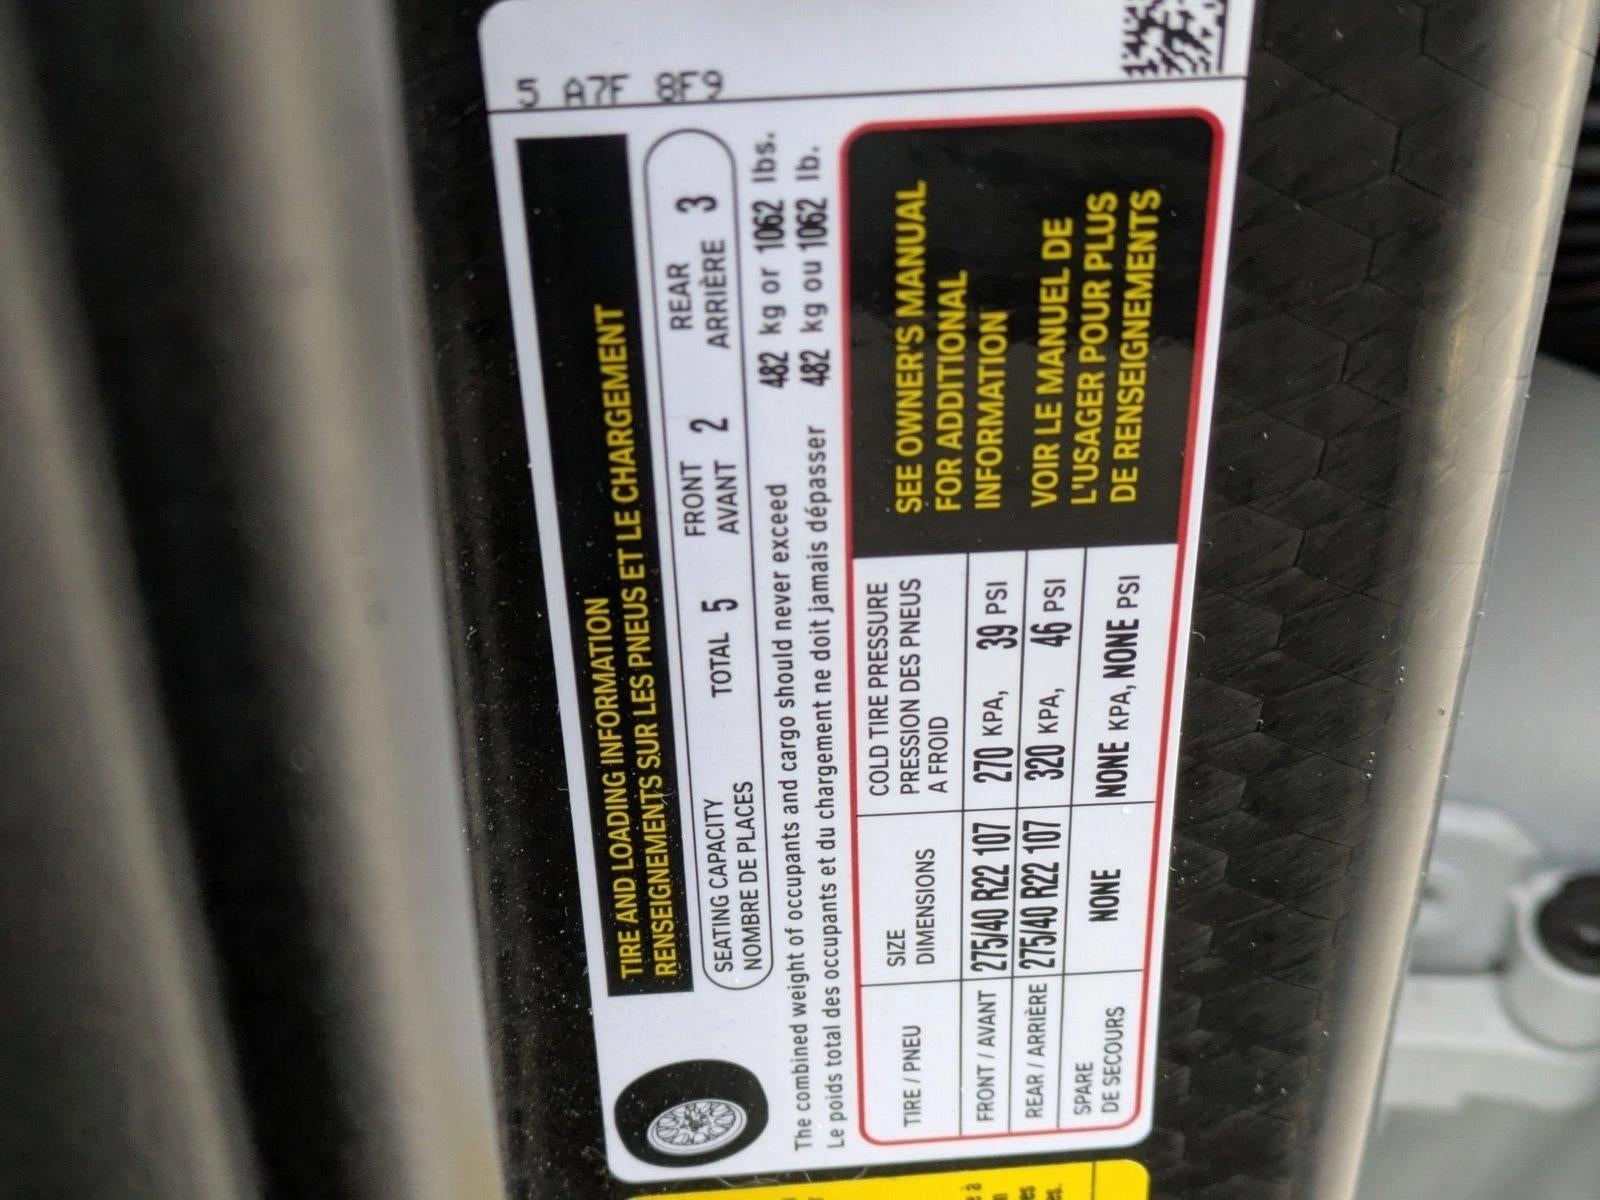 5 A7F 8F9
TIRE AND LOADING INFORMATION
RENSEIGNEMENTS SUR LES PNEUS ET LE CHARGEMENT
SEATING CAPACITY TOTAL 5 FRONT 2 REAR 3
NOMBRE DE PLACES AVANT ARRIÈRE
The combined weight of occupants and cargo should never exceed 482 kg or 1062 lbs.
Le poids total des occupants et du chargement ne doit jamais dépasser 482 kg ou 1062 lb.
TIRE / PNEU
SIZE
DIMENSIONS
COLD TIRE PRESSURE
PRESSION DES PNEUS
A FROID
FRONT / AVANT 275/40 R22 107 270 KPA, 39 PSI
REAR / ARRIÈRE 275/40 R22 107 320 KPA, 46 PSI
SPARE
DE SECOURS
NONE NONE KPA, NONE PSI
SEE OWNER'S MANUAL
FOR ADDITIONAL
INFORMATION
VOIR LE MANUEL DE
L'USAGER POUR PLUS
DE RENSEIGNEMENTS